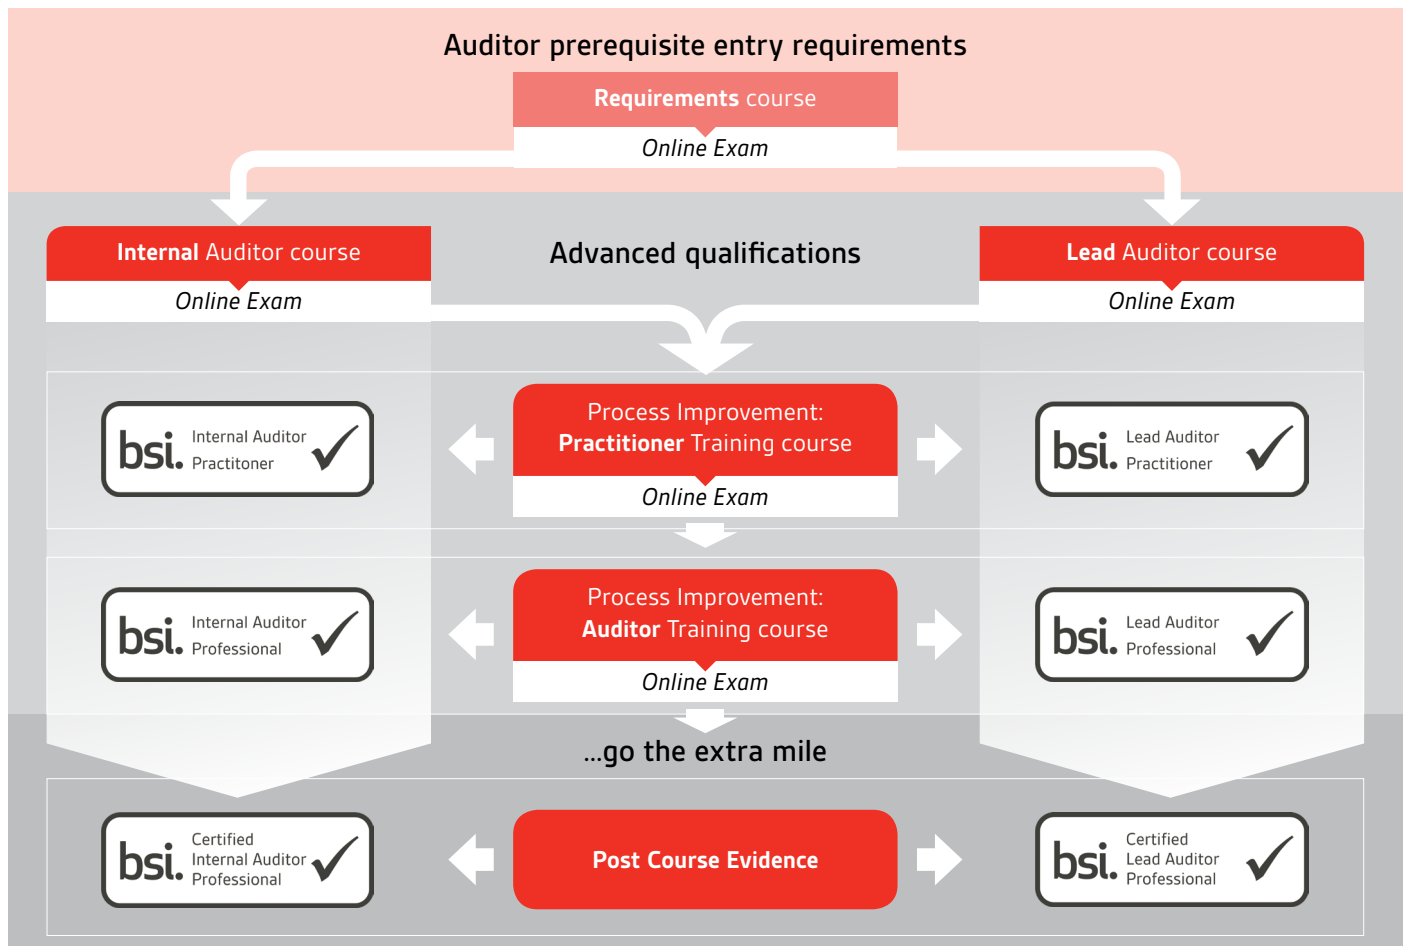 Auditor prerequisite entry requirements
Requirements course
Online Exam
Internal Auditor course
Online Exam
Advanced qualifications
Lead Auditor course
Online Exam
bsi.
Internal Auditor
Practitoner
Process Improvement:
Practitioner Training course
Online Exam
bsi.
Lead Auditor
Practitioner
bsi.
Internal Auditor
Professional
Process Improvement:
Auditor Training course
Online Exam
bsi.
Lead Auditor
Professional
...go the extra mile
bsi.
Certified
Internal Auditor
Professional
Post Course Evidence
bsi.
Certified
Lead Auditor
Professional